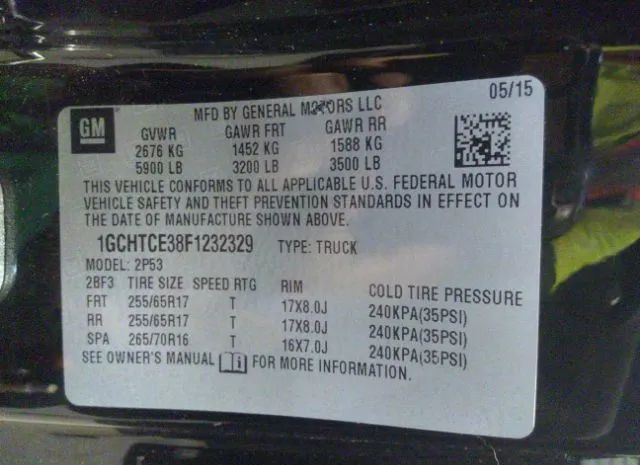 MFD BY GENERAL MOTORS LLC 05/15
GM
GVWR GAWR FRT GAWR RR
2676 KG 1452 KG 1588 KG
5900 LB 3200 LB 3500 LB
THIS VEHICLE CONFORMS TO ALL APPLICABLE U.S. FEDERAL MOTOR
VEHICLE SAFETY AND THEFT PREVENTION STANDARDS IN EFFECT ON
THE DATE OF MANUFACTURE SHOWN ABOVE.
1GCHTCE38F1232329 TYPE: TRUCK
MODEL: 2P53
2BF3 TIRE SIZE SPEED RTG RIM COLD TIRE PRESSURE
FRT 255/65R17 T 17X8.0J 240KPA(35PSI)
RR 255/65R17 T 17X8.0J 240KPA(35PSI)
SPA 265/70R16 T 16X7.0J 240KPA(35PSI)
SEE OWNER'S MANUAL FOR MORE INFORMATION.